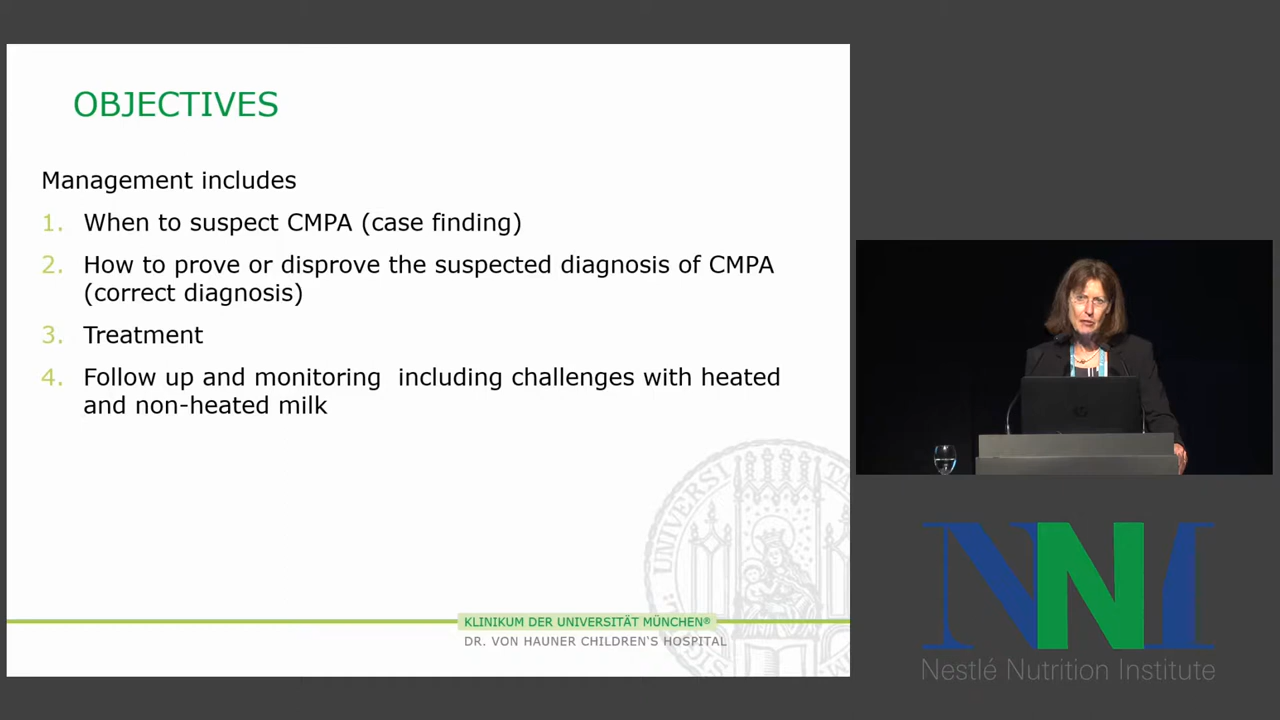 OBJECTIVES
Management includes
1. When to suspect CMPA (case finding)
2. How to prove or disprove the suspected diagnosis of CMPA
(correct diagnosis)
3. Treatment
4. Follow up and monitoring  including challenges with heated
and non-heated milk
KLINIKUM DER UNIVERSITÄT MÜNCHEN®
DR. VON HAUNER CHILDREN‘S HOSPITAL
NNI
Nestlé Nutrition Institute